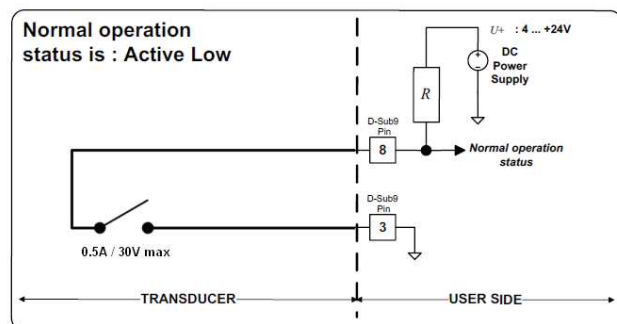 Normal operation
status is : Active Low
U+ : 4 ... +24V
DC
Power
Supply
R
D-Sub9
Pin
8
Normal operation
status
D-Sub9
Pin
3
0.5A / 30V max
TRANSDUCER
USER SIDE